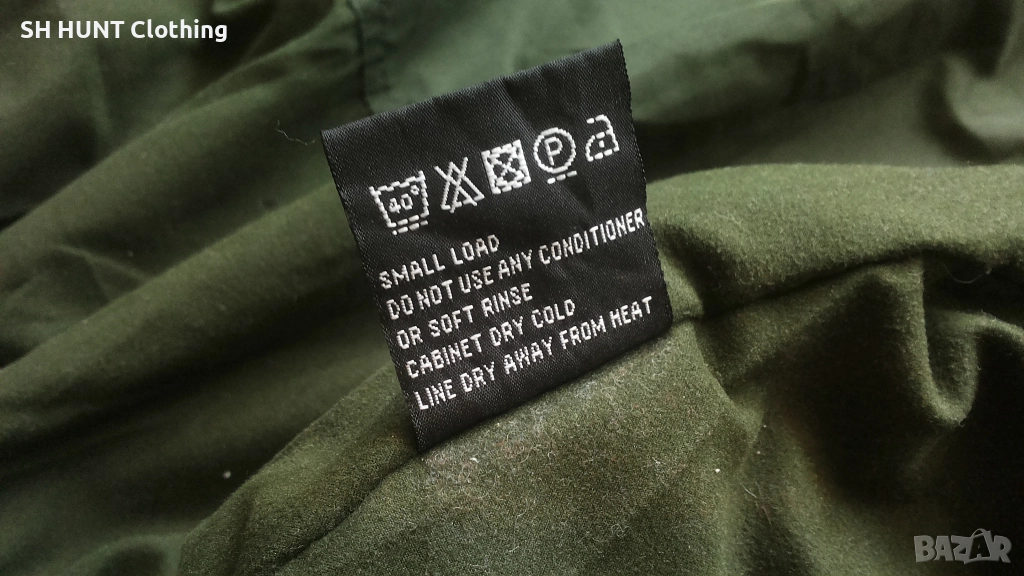 SH HUNT Clothing
40° P
SMALL LOAD
DO NOT USE ANY CONDITIONER
OR SOFT RINSE
CABINET DRY COLD
LINE DRY AWAY FROM HEAT
BAZAR